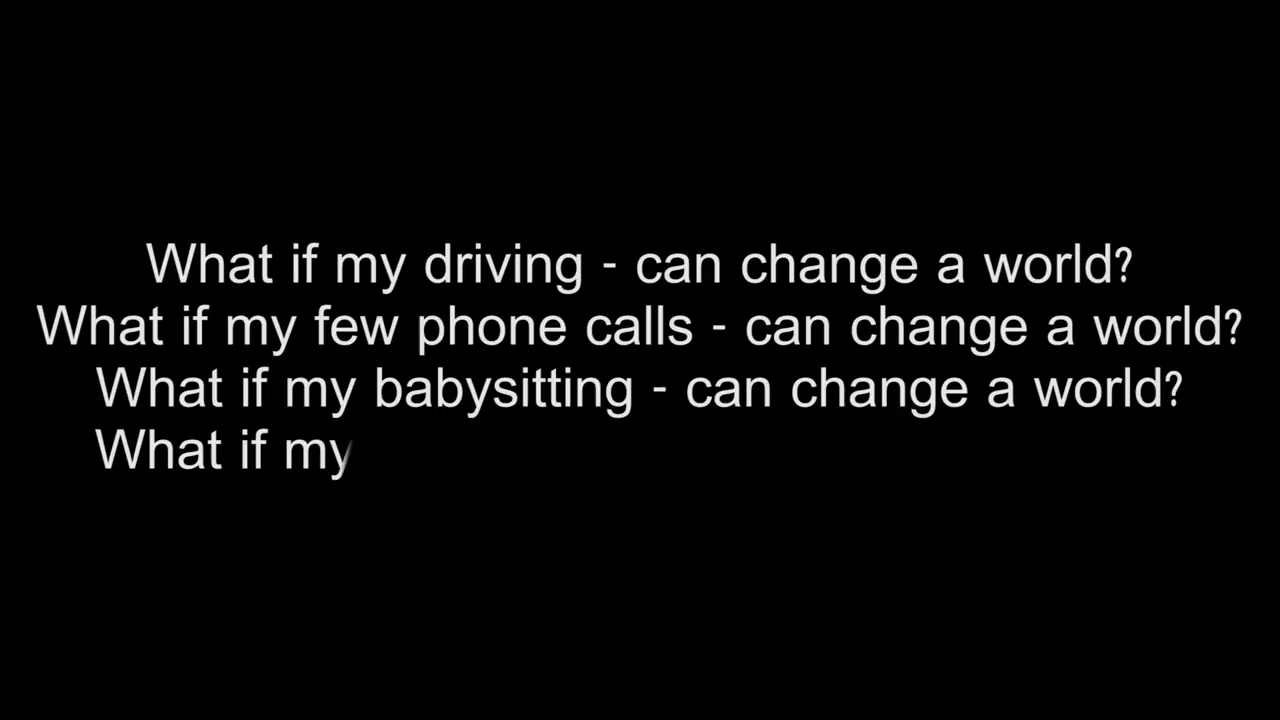 What if my driving - can change a world?
What if my few phone calls - can change a world?
What if my babysitting - can change a world?
What if my